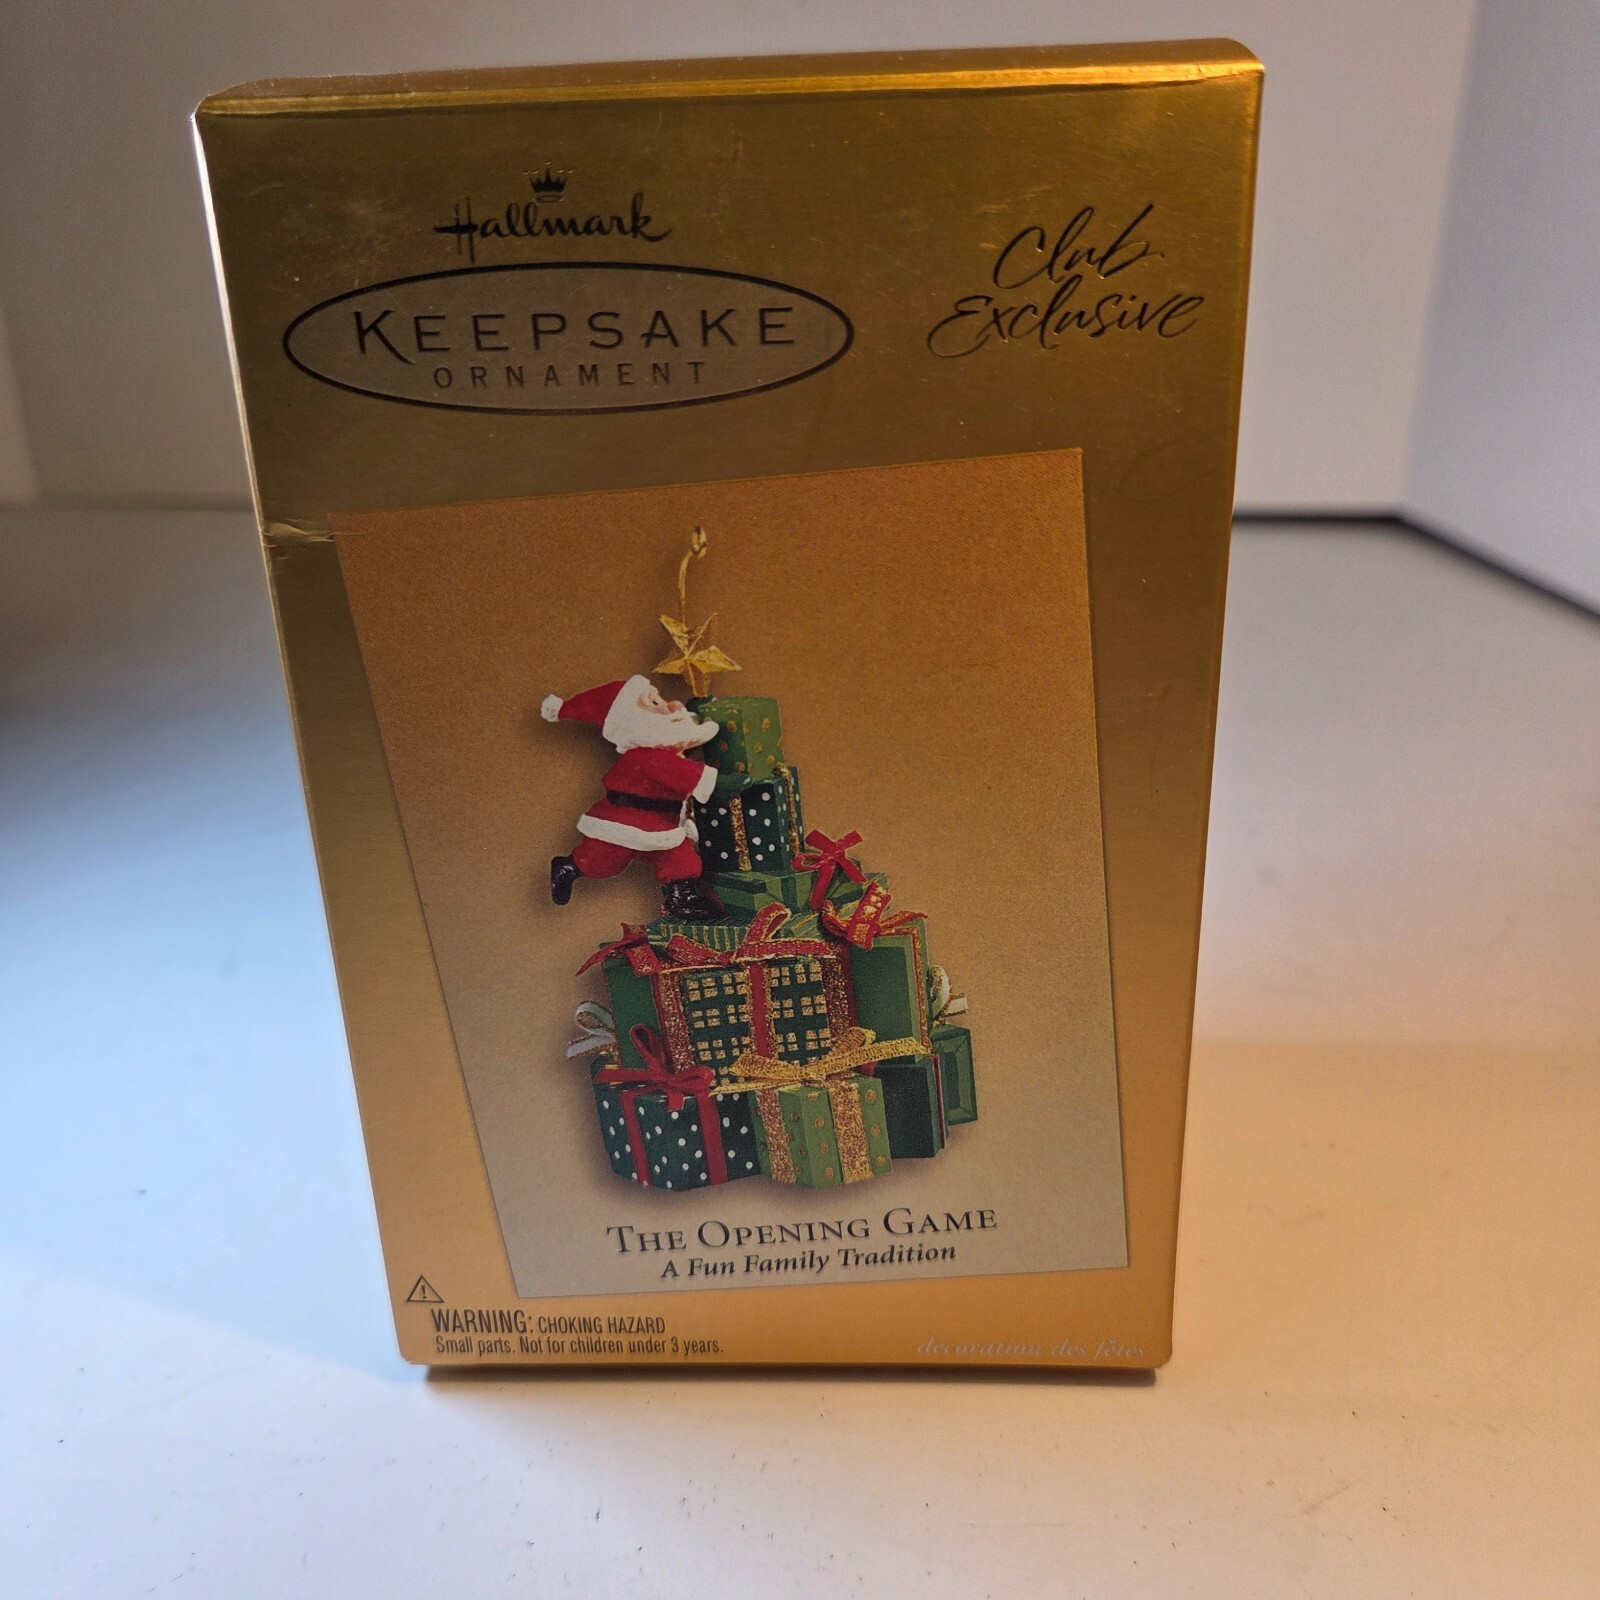 Hallmark
KEEPSAKE
ORNAMENT
Club
Exclusive
THE OPENING GAME
A Fun Family Tradition
WARNING: CHOKING HAZARD
Small parts. Not for children under 3 years.
décoration des fêtes